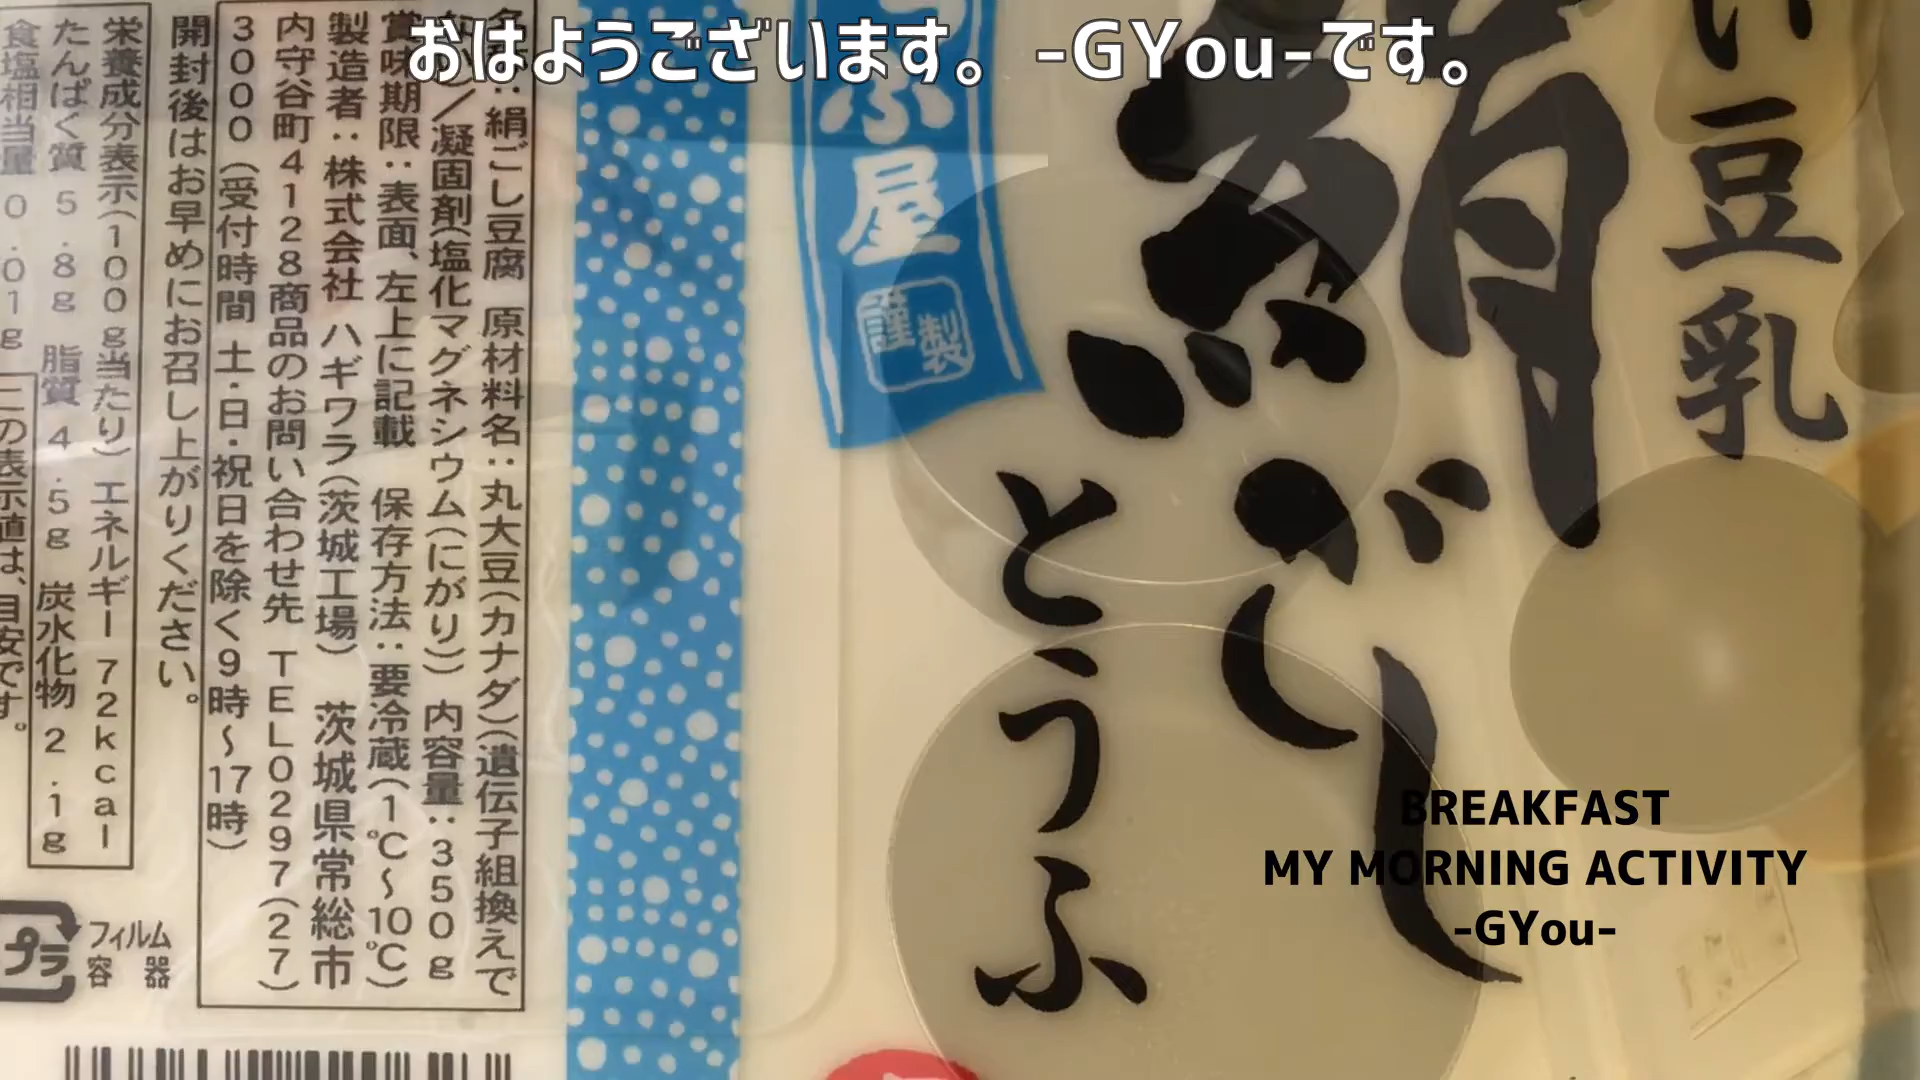 おはようございます。 -GYou-です。
い豆乳
絹ごし
とうふ
ふ屋
謹製
名称：絹ごし豆腐 原材料名：丸大豆(カナダ)(遺伝子組換えで
ない)／凝固剤(塩化マグネシウム(にがり)) 内容量：350g
賞味期限：表面、左上に記載 保存方法：要冷蔵(1℃～10℃)
製造者：株式会社 ハギワラ(茨城工場) 茨城県常総市
内守谷町4128商品のお問い合わせ先 TEL0297(27)
3000(受付時間 土・日・祝日を除く9時～17時)
開封後はお早めにお召し上がりください。
栄養成分表示(100g当たり) エネルギー 72kcal
たんぱく質 5.8g 脂質 4.5g 炭水化物 2.1g
食塩相当量 0.01g
この表示値は、目安です。
プラ
フィルム
容器
BREAKFAST
MY MORNING ACTIVITY
-GYou-